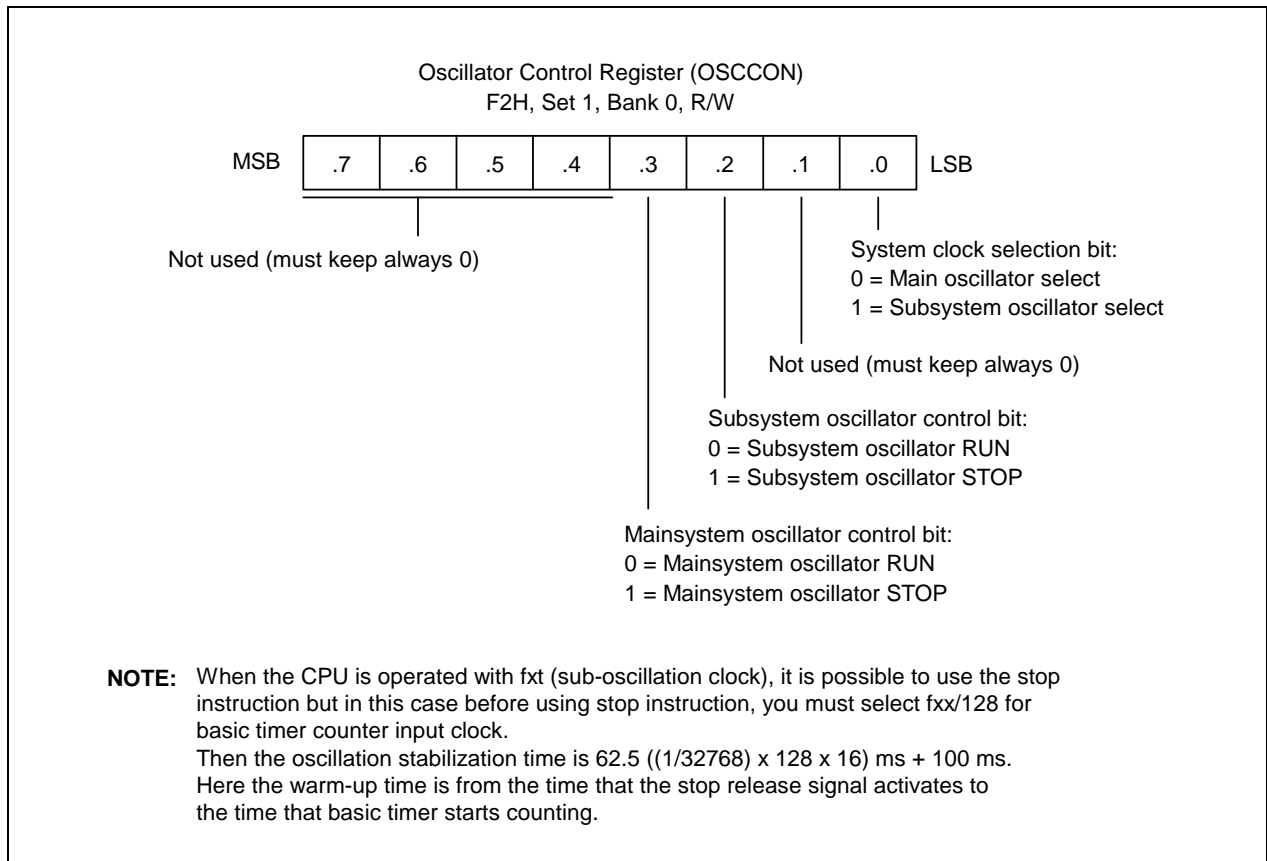 Oscillator Control Register (OSCCON)
F2H, Set 1, Bank 0, R/W
MSB .7 .6 .5 .4 .3 .2 .1 .0 LSB
Not used (must keep always 0)
System clock selection bit:
0 = Main oscillator select
1 = Subsystem oscillator select
Not used (must keep always 0)
Subsystem oscillator control bit:
0 = Subsystem oscillator RUN
1 = Subsystem oscillator STOP
Mainsystem oscillator control bit:
0 = Mainsystem oscillator RUN
1 = Mainsystem oscillator STOP
NOTE: When the CPU is operated with fxt (sub-oscillation clock), it is possible to use the stop
instruction but in this case before using stop instruction, you must select fxx/128 for
basic timer counter input clock.
Then the oscillation stabilization time is 62.5 ((1/32768) x 128 x 16) ms + 100 ms.
Here the warm-up time is from the time that the stop release signal activates to
the time that basic timer starts counting.